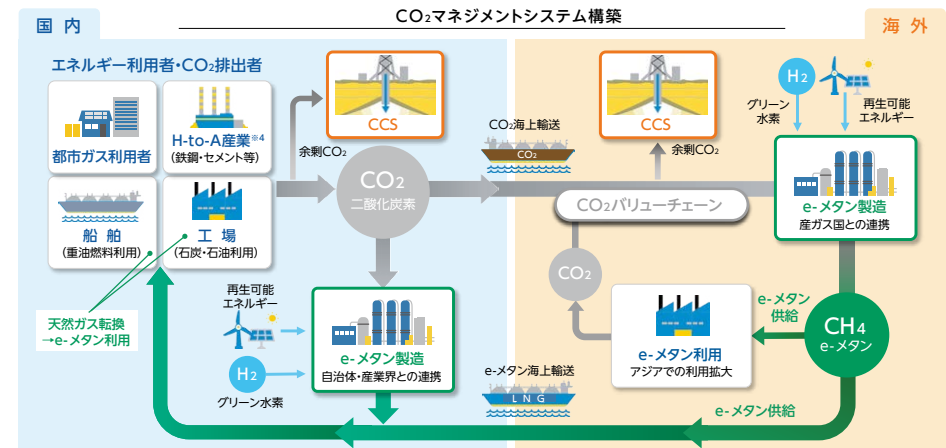 CO₂マネジメントシステム構築
国内
海外
エネルギー利用者・CO₂排出者
都市ガス利用者
H-to-A産業※4
(鉄鋼・セメント等)
船舶
(重油燃料利用)
工場
(石炭・石油利用)
天然ガス転換
→e-メタン利用
余剰CO₂
CCS
CO₂
二酸化炭素
再生可能
エネルギー
H₂
グリーン水素
e-メタン製造
自治体・産業界との連携
CO₂海上輸送
CO₂
CO₂バリューチェーン
CCS
余剰CO₂
H₂
グリーン
水素
再生可能
エネルギー
e-メタン製造
産ガス国との連携
CO₂
e-メタン利用
アジアでの利用拡大
e-メタン
供給
CH₄
e-メタン
e-メタン海上輸送
LNG
e-メタン供給